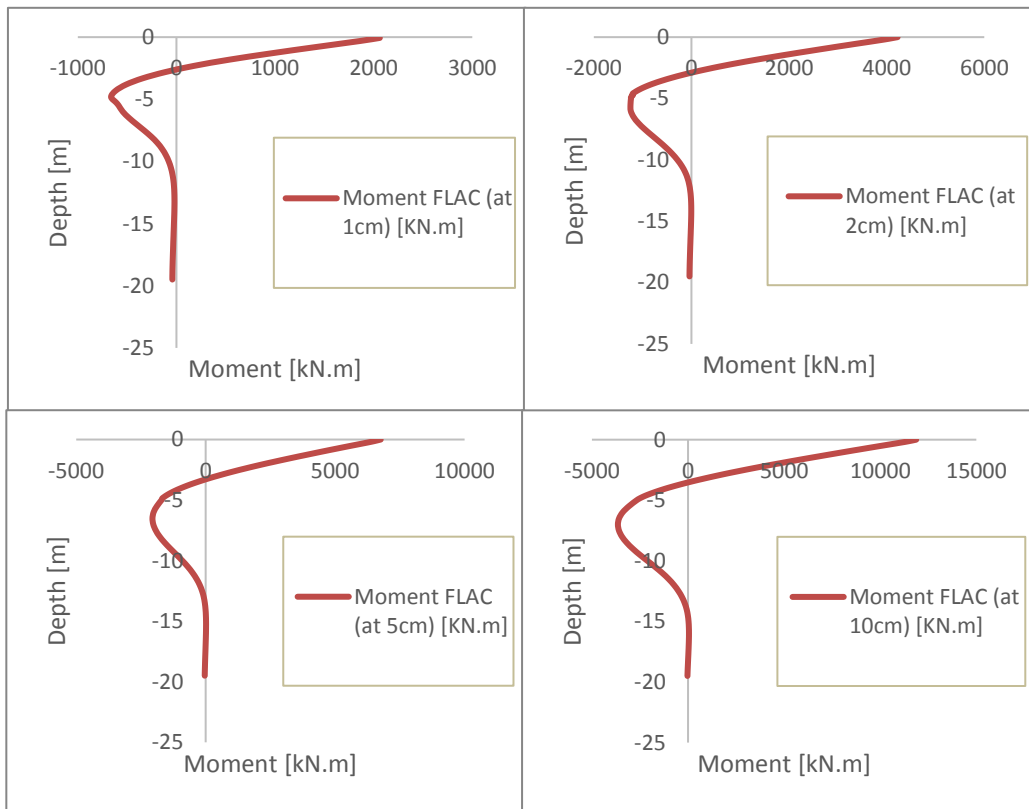 0
-1000 0 1000 2000 3000
-5
-10
-15
-20
-25
Depth [m]
Moment FLAC (at
1cm) [KN.m]
Moment [kN.m]
0
-2000 0 2000 4000 6000
-5
-10
-15
-20
-25
Depth [m]
Moment FLAC (at
2cm) [KN.m]
Moment [kN.m]
0
-5000 0 5000 10000
-5
-10
-15
-20
-25
Depth [m]
Moment FLAC
(at 5cm) [KN.m]
Moment [kN.m]
0
-5000 0 5000 10000 15000
-5
-10
-15
-20
-25
Depth [m]
Moment FLAC (at
10cm) [KN.m]
Moment [kN.m]